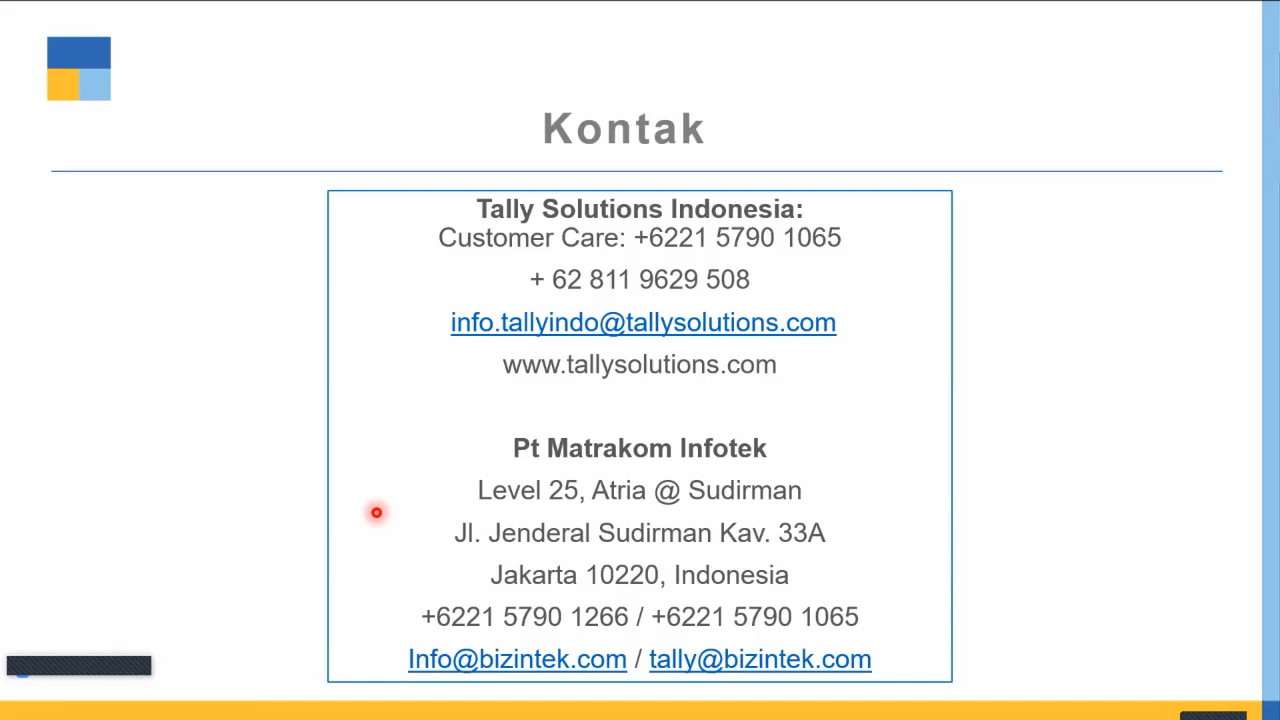 Kontak
Tally Solutions Indonesia:
Customer Care: +6221 5790 1065
+ 62 811 9629 508
info.tallyindo@tallysolutions.com
www.tallysolutions.com
Pt Matrakom Infotek
Level 25, Atria @ Sudirman
Jl. Jenderal Sudirman Kav. 33A
Jakarta 10220, Indonesia
+6221 5790 1266 / +6221 5790 1065
Info@bizintek.com / tally@bizintek.com